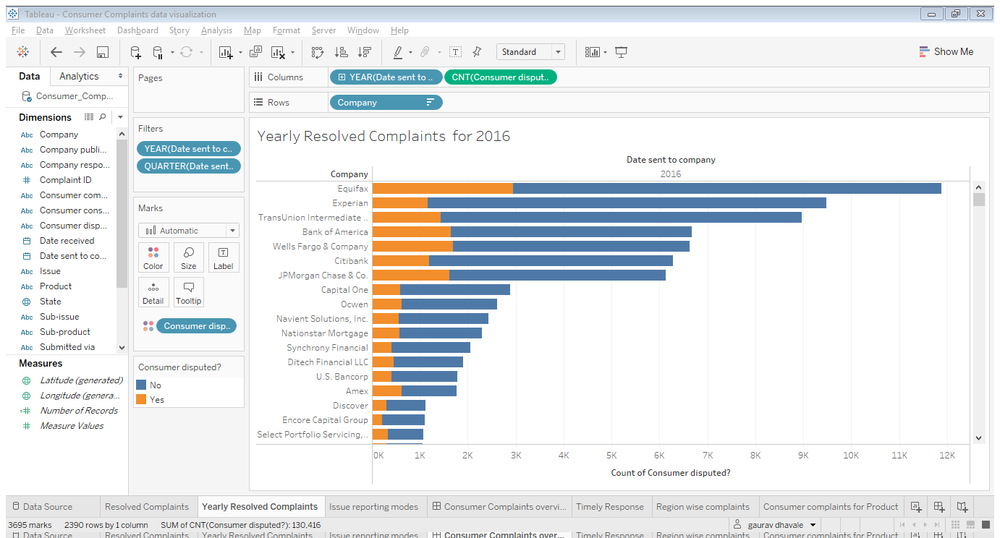 Tableau - Consumer Complaints data visualization
File Data Worksheet Dashboard Story Analysis Map Format Server Window Help
Standard
Show Me
Data Analytics
Consumer_Comp...
Dimensions
Abc Company
Abc Company publi...
Abc Company respo...
Complaint ID
Abc Consumer com...
Abc Consumer cons...
Abc Consumer disp...
Date received
Date sent to co...
Abc Issue
Abc Product
State
Abc Sub-issue
Abc Sub-product
Abc Submitted via
Measures
Latitude (generated)
Longitude (genera...
Number of Records
Measure Values
Pages
Filters
YEAR(Date sent to c..
QUARTER(Date sent..
Marks
Automatic
Color Size Label
Detail Tooltip
Consumer disp..
Consumer disputed?
No
Yes
Columns YEAR(Date sent to .. CNT(Consumer disput..
Rows Company
Yearly Resolved Complaints for 2016
Date sent to company
Company 2016
Equifax
Experian
TransUnion Intermediate ..
Bank of America
Wells Fargo & Company
Citibank
JPMorgan Chase & Co.
Capital One
Ocwen
Navient Solutions, Inc.
Nationstar Mortgage
Synchrony Financial
Ditech Financial LLC
U.S. Bancorp
Amex
Discover
Encore Capital Group
Select Portfolio Servicing,..
0K 1K 2K 3K 4K 5K 6K 7K 8K 9K 10K 11K 12K
Count of Consumer disputed?
Data Source Resolved Complaints Yearly Resolved Complaints Issue reporting modes Consumer Complaints overvi... Timely Response Region wise complaints Consumer complaints for Product
3695 marks 2390 rows by 1 column SUM of CNT(Consumer disputed?): 130,416 gaurav dhavale
Data Source Resolved Complaints Yearly Resolved Complaints Issue reporting modes Consumer Complaints over... Timely Response Region wise complaints Consumer complaints for Product